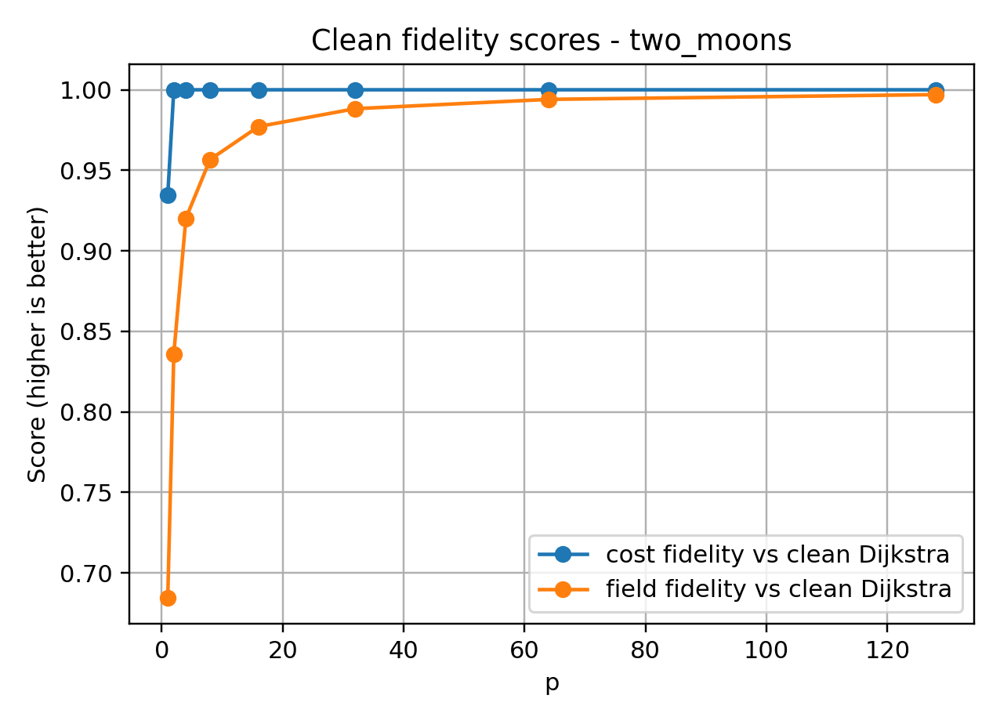 Clean fidelity scores - two_moons
Score (higher is better)
1.00
0.95
0.90
0.85
0.80
0.75
0.70
cost fidelity vs clean Dijkstra
field fidelity vs clean Dijkstra
0 20 40 60 80 100 120
p